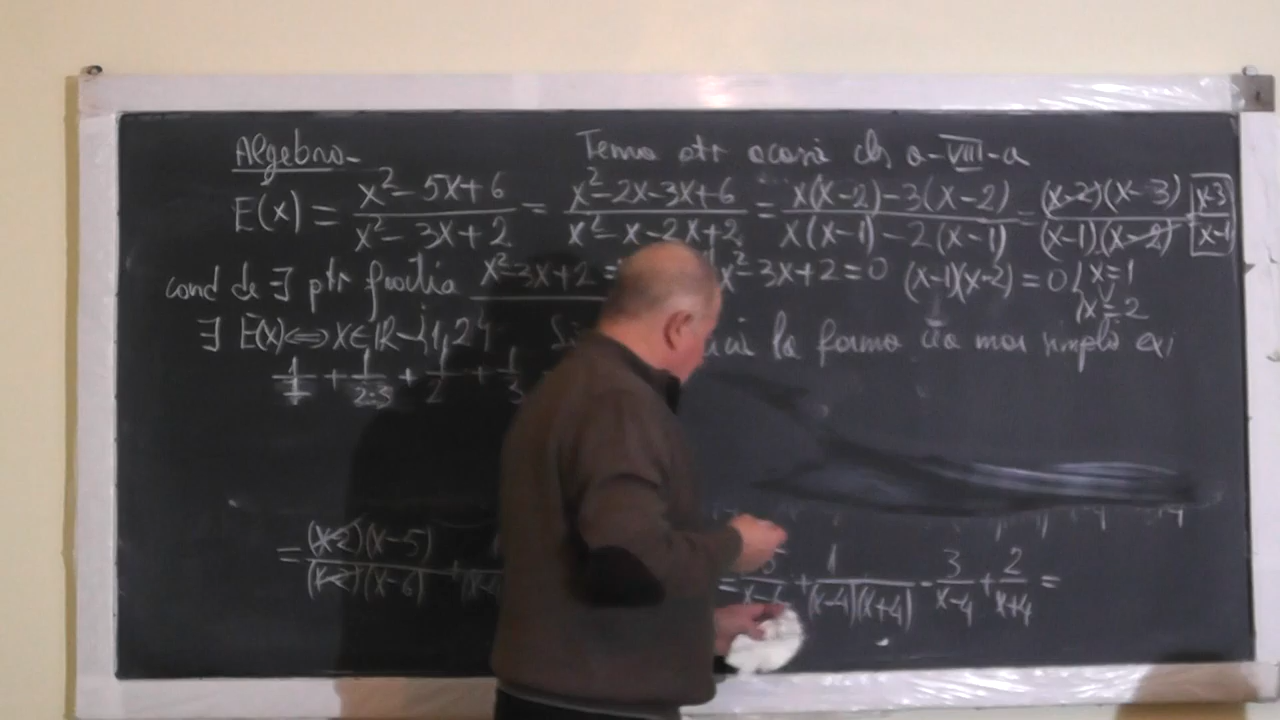 Algebra Tema ptr acasă cls a-VIII-a
E(x) = x²-5x+6 / x²-3x+2 = x²-2x-3x+6 / x²-x-2x+2 = x(x-2)-3(x-2) / x(x-1)-2(x-1) = (x-2)(x-3) / (x-1)(x-2) = x-3 / x-1
cond de ∃ ptr fracția x²-3x+2 x²-3x+2=0 (x-1)(x-2)=0 x=1
x=2
∃ E(x)⇔x∈R-{1,2} la forma cea mai simplă ex,
1/1 + 1/2·3 + 1/2 + 1/3
= (x-2)(x-5) / (x-2)(x-6) + = / x-6 + 1 / (x-4)(x+4) - 3 / x-4 + 2 / x+4 =